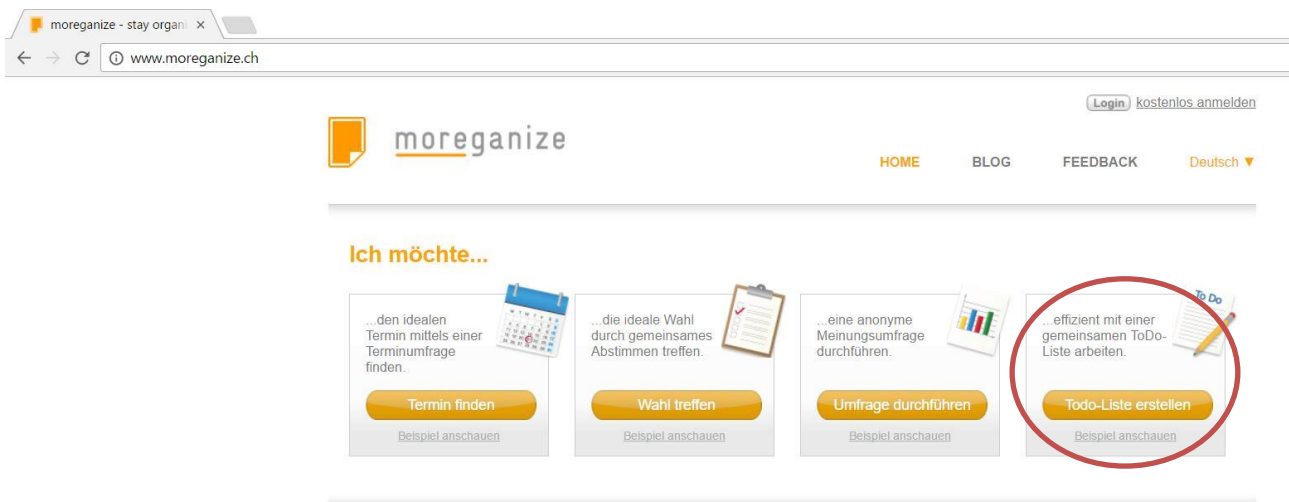 moreganize - stay organi
www.moreganize.ch
Login kostenlos anmelden
moreganize
HOME BLOG FEEDBACK Deutsch ▼
Ich möchte...
...den idealen
Termin mittels einer
Terminumfrage
finden.
Termin finden
Beispiel anschauen
...die ideale Wahl
durch gemeinsames
Abstimmen treffen.
Wahl treffen
Beispiel anschauen
...eine anonyme
Meinungsumfrage
durchführen.
Umfrage durchführen
Beispiel anschauen
To Do
...effizient mit einer
gemeinsamen ToDo-
Liste arbeiten.
Todo-Liste erstellen
Beispiel anschauen